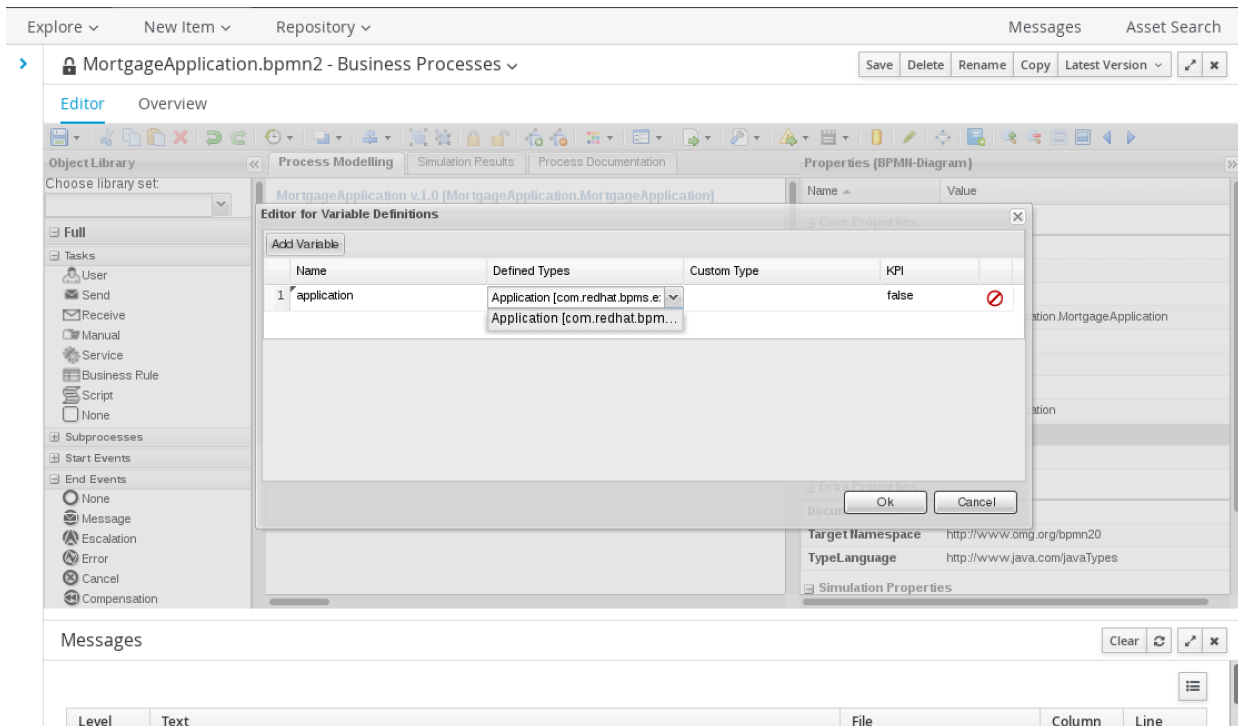 Explore New Item Repository Messages Asset Search
MortgageApplication.bpmn2 - Business Processes
Save Delete Rename Copy Latest Version
Editor Overview
Object Library
Process Modelling Simulation Results Process Documentation
Properties (BPMN-Diagram)
Choose library set:
MortgageApplication v.1.0 (MortgageApplication.MortgageApplication)
Name Value
Editor for Variable Definitions
Core Properties
Full
Add Variable
Tasks
Name Defined Types Custom Type KPI
User
1 application Application [com.redhat.bpms.e: false
Send
Application [com.redhat.bpm...
Receive
ation.MortgageApplication
Manual
Service
Business Rule
Script
None
ation
Subprocesses
Start Events
End Events
Extra Properties
None
Ok Cancel
Docu
Message
Target Namespace http://www.omg.org/bpmn20
Escalation
Error
TypeLanguage http://www.java.com/javaTypes
Cancel
Simulation Properties
Compensation
Messages
Clear
Level Text File Column Line